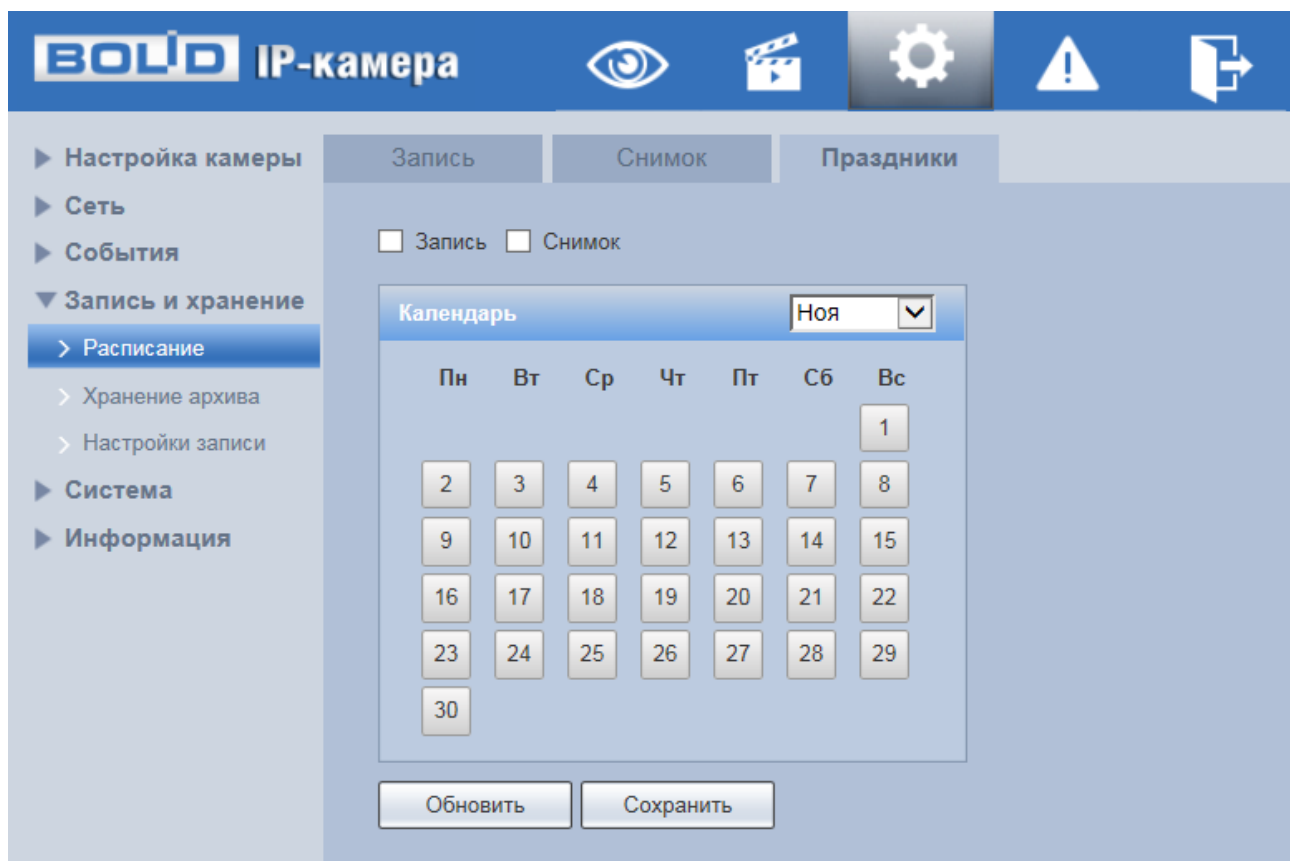 BOLID IP-камера
Настройка камеры
Сеть
События
Запись и хранение
Расписание
Хранение архива
Настройки записи
Система
Информация
Запись Снимок Праздники
Запись Снимок
Календарь Ноя
Пн Вт Ср Чт Пт Сб Вс
1
2 3 4 5 6 7 8
9 10 11 12 13 14 15
16 17 18 19 20 21 22
23 24 25 26 27 28 29
30
Обновить Сохранить